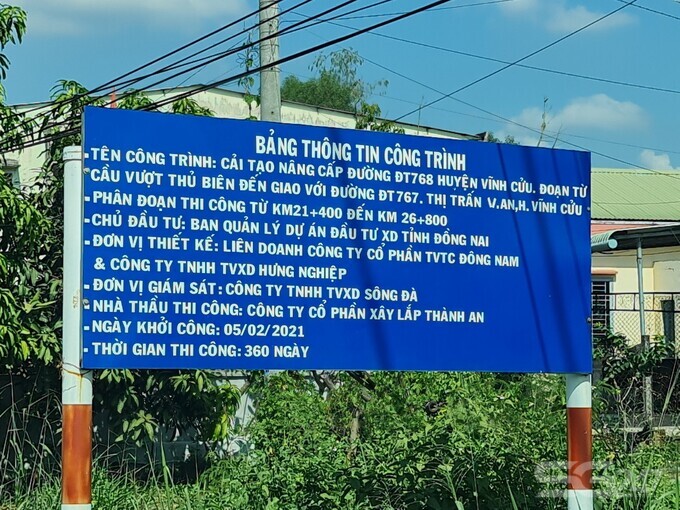 BẢNG THÔNG TIN CÔNG TRÌNH
- TÊN CÔNG TRÌNH: CẢI TẠO NÂNG CẤP ĐƯỜNG ĐT768 HUYỆN VĨNH CỬU. ĐOẠN TỪ
CẦU VƯỢT THỦ BIÊN ĐẾN GIAO VỚI ĐƯỜNG ĐT767. THỊ TRẤN V.AN,H. VĨNH CỬU
- PHÂN ĐOẠN THI CÔNG TỪ KM21+400 ĐẾN KM 26+800
- CHỦ ĐẦU TƯ: BAN QUẢN LÝ DỰ ÁN ĐẦU TƯ XD TỈNH ĐỒNG NAI
- ĐƠN VỊ THIẾT KẾ: LIÊN DOANH CÔNG TY CỔ PHẦN TVTC ĐÔNG NAM
& CÔNG TY TNHH TVXD HƯNG NGHIỆP
- ĐƠN VỊ GIÁM SÁT: CÔNG TY TNHH TVXD SÔNG ĐÀ
- NHÀ THẦU THI CÔNG: CÔNG TY CỔ PHẦN XÂY LẮP THÀNH AN
- NGÀY KHỞI CÔNG: 05/02/2021
- THỜI GIAN THI CÔNG: 360 NGÀY